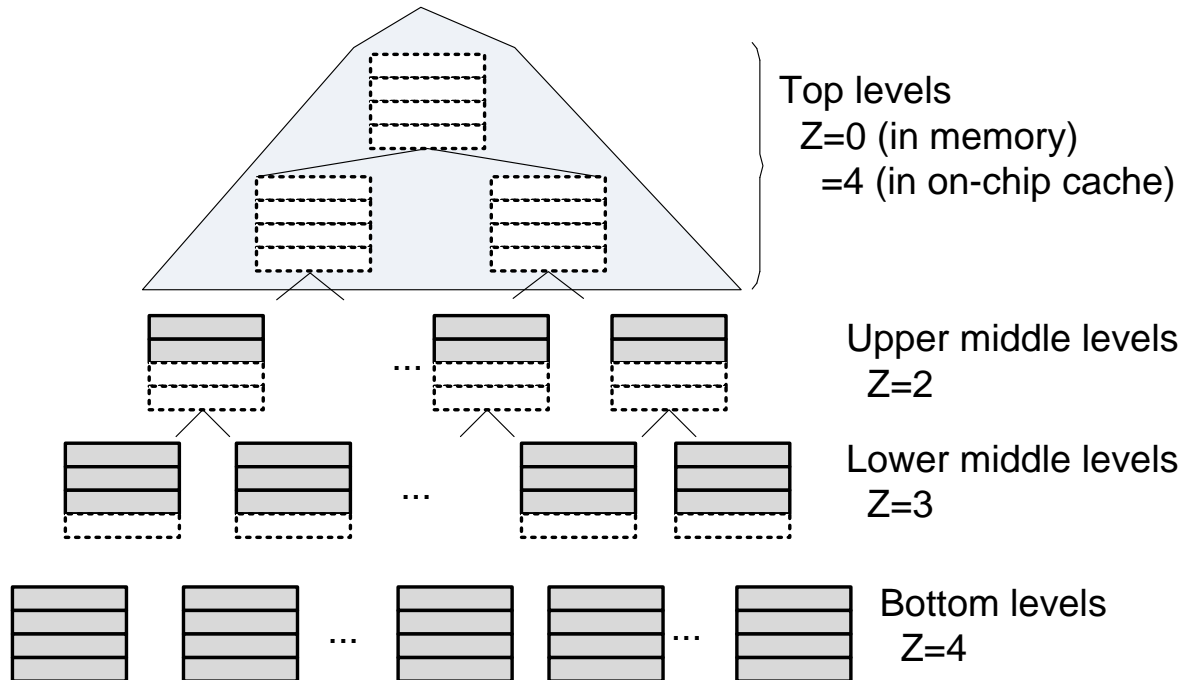 Top levels
Z=0 (in memory)
=4 (in on-chip cache)
Upper middle levels
Z=2
...
Lower middle levels
Z=3
...
Bottom levels
Z=4
...
...